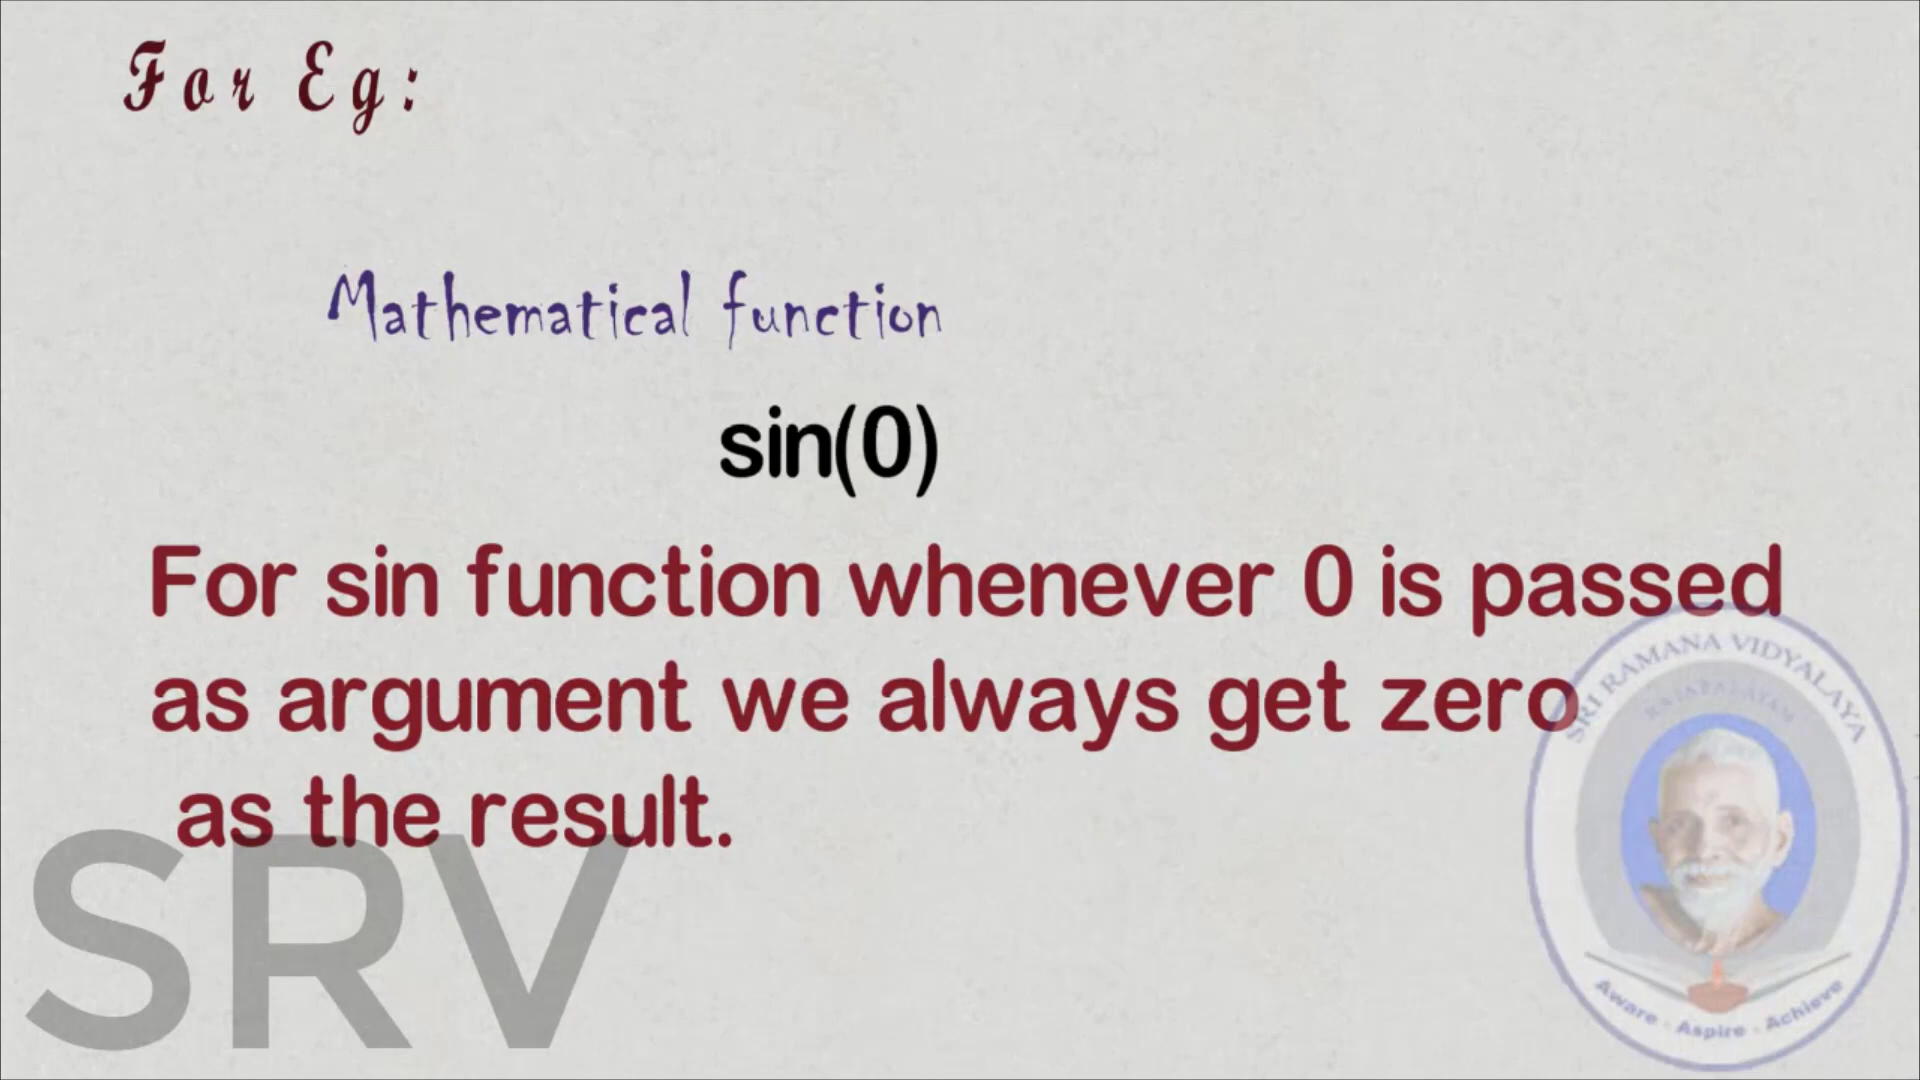 For Eg:
Mathematical function
sin(0)
For sin function whenever 0 is passed
as argument we always get zero
as the result.
SRV
SRI RAMANA VIDYALAYA
RAJAPALAYAM
Aware - Aspire - Achieve